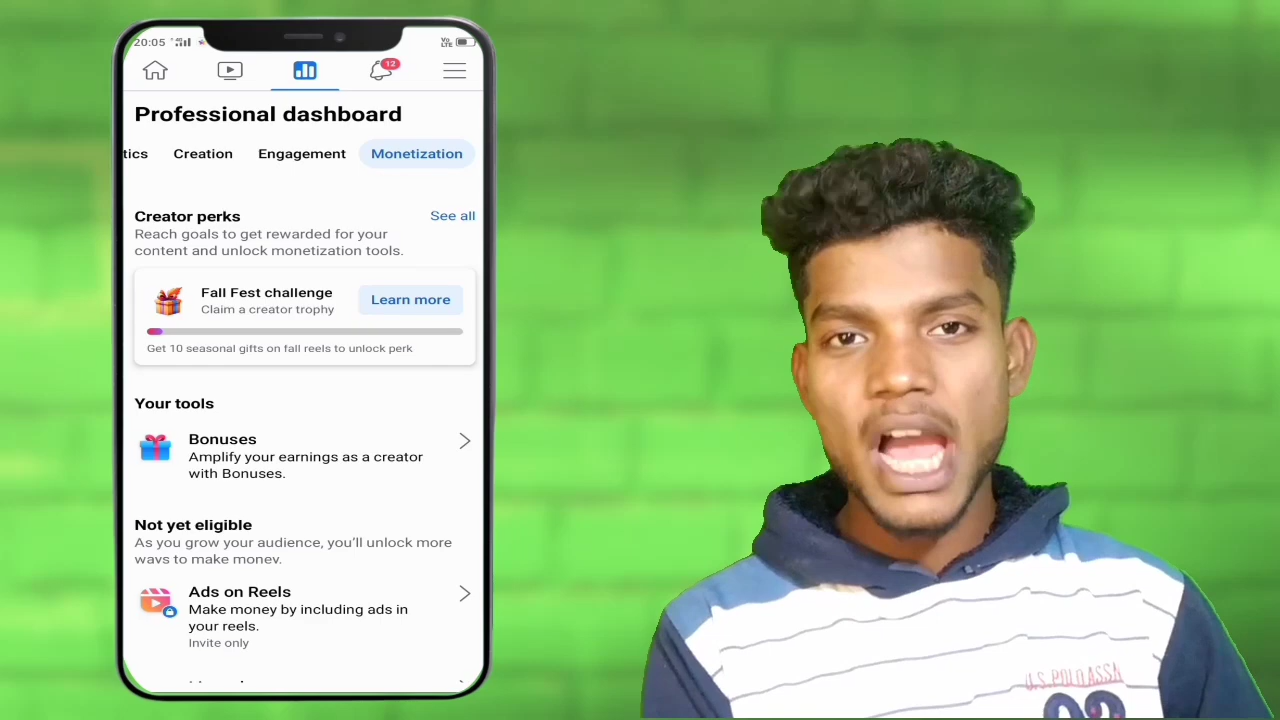 20:05
Vo
LTE
12
Professional dashboard
tics Creation Engagement Monetization
Creator perks See all
Reach goals to get rewarded for your
content and unlock monetization tools.
Fall Fest challenge
Claim a creator trophy
Learn more
Get 10 seasonal gifts on fall reels to unlock perk
Your tools
Bonuses
Amplify your earnings as a creator
with Bonuses.
Not yet eligible
As you grow your audience, you’ll unlock more
ways to make money.
Ads on Reels
Make money by including ads in
your reels.
Invite only
U.S. POLO ASSN